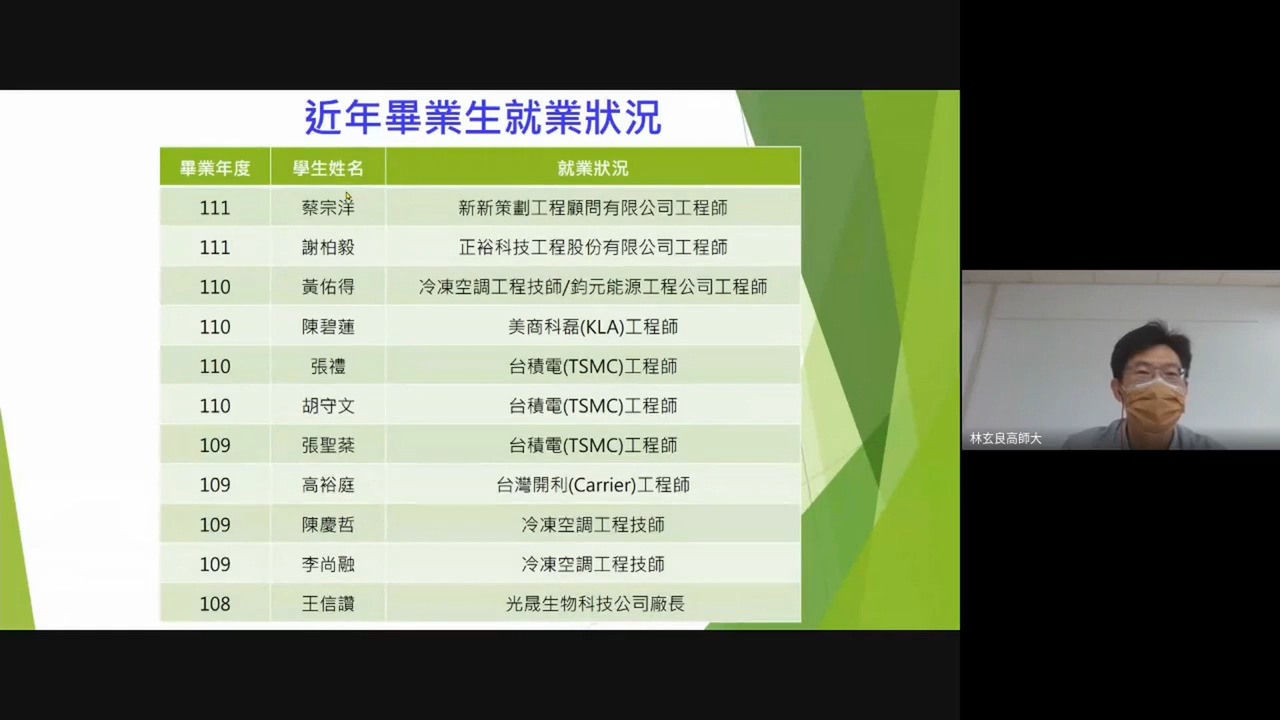 近年畢業生就業狀況
畢業年度 學生姓名 就業狀況
111 蔡宗洋 新新策劃工程顧問有限公司工程師
111 謝柏毅 正裕科技工程股份有限公司工程師
110 黃佑得 冷凍空調工程技師/鈞元能源工程公司工程師
110 陳碧蓮 美商科磊(KLA)工程師
110 張禮 台積電(TSMC)工程師
110 胡守文 台積電(TSMC)工程師
109 張聖棻 台積電(TSMC)工程師
109 高裕庭 台灣開利(Carrier)工程師
109 陳慶哲 冷凍空調工程技師
109 李尚融 冷凍空調工程技師
108 王信讚 光晟生物科技公司廠長
林玄良高師大